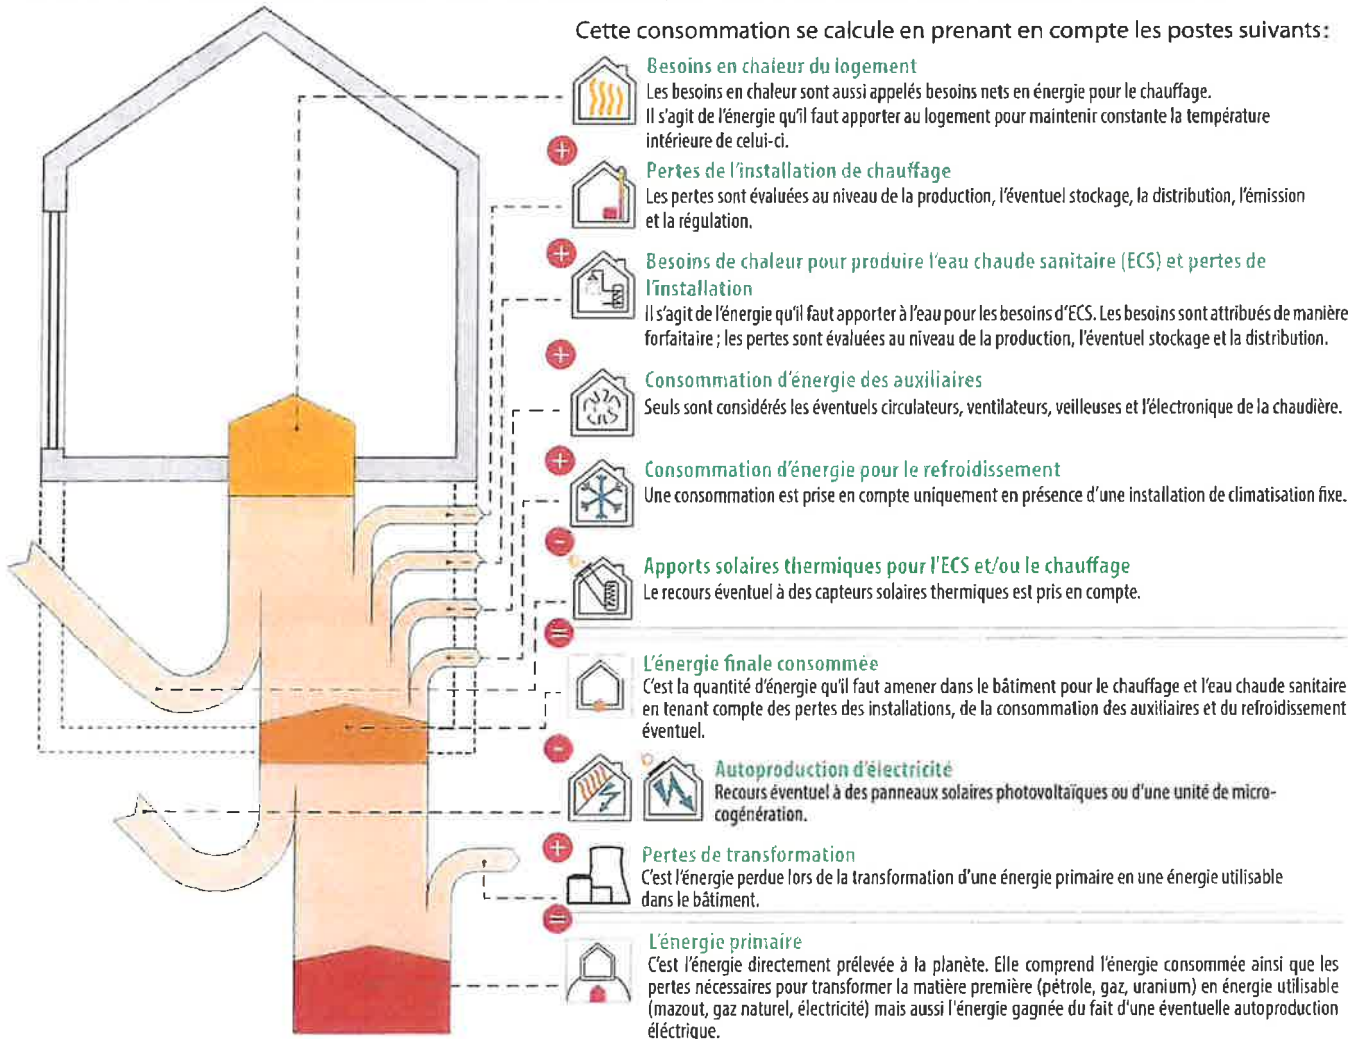 Cette consommation se calcule en prenant en compte les postes suivants:
Besoins en chaleur du logement
Les besoins en chaleur sont aussi appelés besoins nets en énergie pour le chauffage.
Il s'agit de l'énergie qu'il faut apporter au logement pour maintenir constante la température
intérieure de celui-ci.
+
Pertes de l'installation de chauffage
Les pertes sont évaluées au niveau de la production, l'éventuel stockage, la distribution, l'émission
et la régulation.
+
Besoins de chaleur pour produire l'eau chaude sanitaire (ECS) et pertes de
l'installation
Il s'agit de l'énergie qu'il faut apporter à l'eau pour les besoins d'ECS. Les besoins sont attribués de manière
forfaitaire ; les pertes sont évaluées au niveau de la production, l'éventuel stockage et la distribution.
+
Consommation d'énergie des auxiliaires
Seuls sont considérés les éventuels circulateurs, ventilateurs, veilleuses et l'électronique de la chaudière.
+
Consommation d'énergie pour le refroidissement
Une consommation est prise en compte uniquement en présence d'une installation de climatisation fixe.
-
Apports solaires thermiques pour l'ECS et/ou le chauffage
Le recours éventuel à des capteurs solaires thermiques est pris en compte.
=
L'énergie finale consommée
C'est la quantité d'énergie qu'il faut amener dans le bâtiment pour le chauffage et l'eau chaude sanitaire
en tenant compte des pertes des installations, de la consommation des auxiliaires et du refroidissement
éventuel.
-
Autoproduction d'électricité
Recours éventuel à des panneaux solaires photovoltaïques ou d'une unité de micro-
cogénération.
+
Pertes de transformation
C'est l'énergie perdue lors de la transformation d'une énergie primaire en une énergie utilisable
dans le bâtiment.
=
L'énergie primaire
C'est l'énergie directement prélevée à la planète. Elle comprend l'énergie consommée ainsi que les
pertes nécessaires pour transformer la matière première (pétrole, gaz, uranium) en énergie utilisable
(mazout, gaz naturel, électricité) mais aussi l'énergie gagnée du fait d'une éventuelle autoproduction
éléctrique.